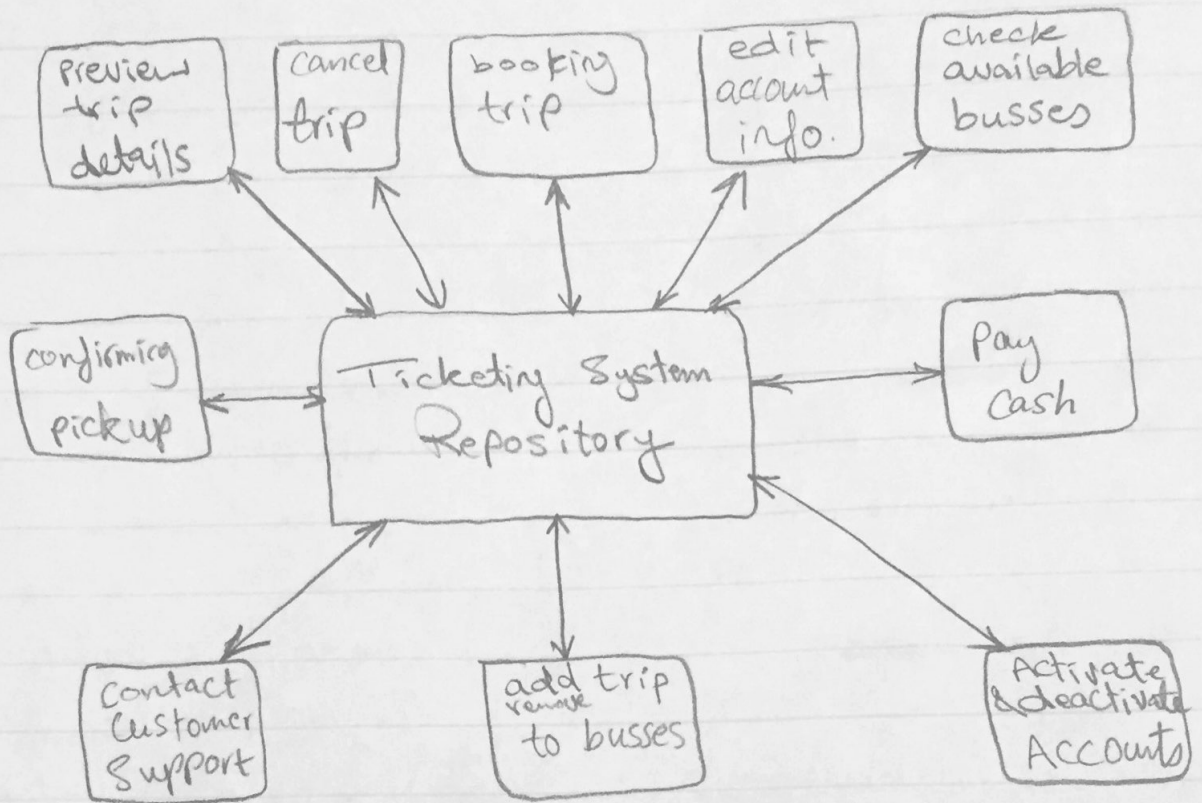 preview
trip
details
cancel
trip
booking
trip
edit
account
info.
check
available
busses
confirming
pickup
Ticketing System
Repository
Pay
Cash
Contact
Customer
Support
add trip
remove
to busses
Activate
& deactivate
Accounts